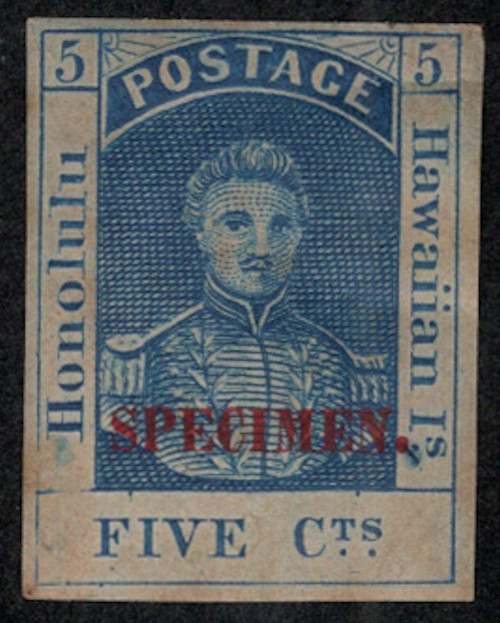 5
POSTAGE
5
Honolulu
Hawaiian Is.
SPECIMEN.
FIVE CTS.